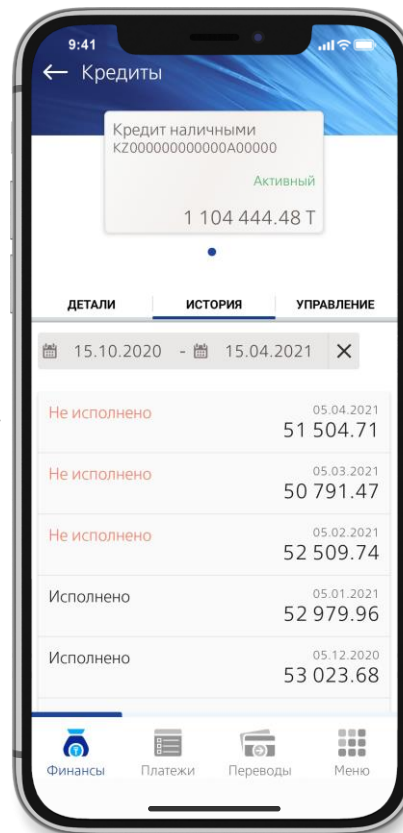 9:41
← Кредиты
Кредит наличными
KZ000000000000A00000
Активный
1 104 444.48 T
ДЕТАЛИ ИСТОРИЯ УПРАВЛЕНИЕ
15.10.2020 - 15.04.2021 X
Не исполнено 05.04.2021
51 504.71
Не исполнено 05.03.2021
50 791.47
Не исполнено 05.02.2021
52 509.74
Исполнено 05.01.2021
52 979.96
Исполнено 05.12.2020
53 023.68
Финансы Платежи Переводы Меню